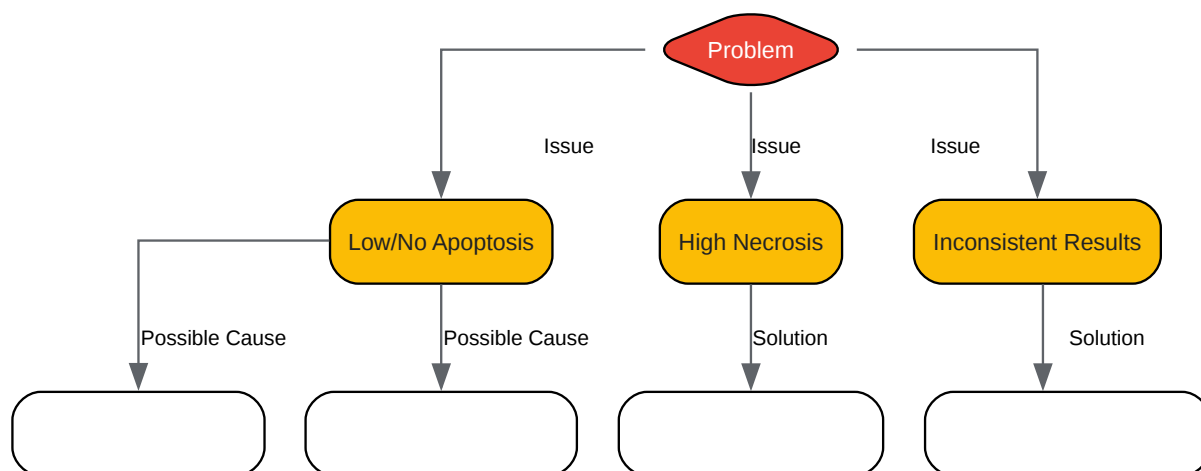 Problem
Issue
Issue
Issue
Low/No Apoptosis
High Necrosis
Inconsistent Results
Possible Cause
Possible Cause
Solution
Solution